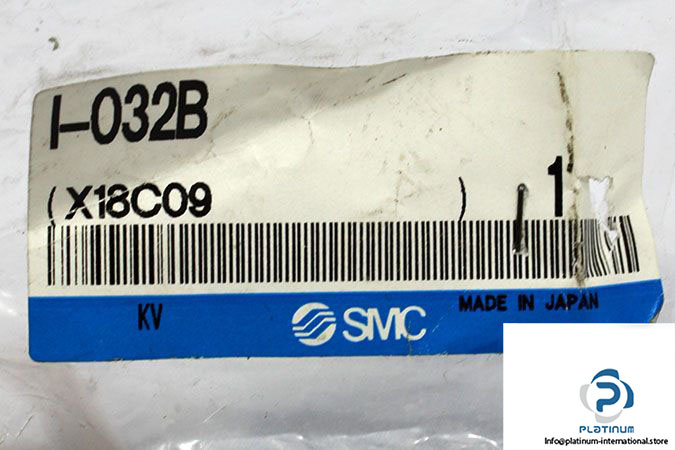 I-032B
(X18C09 ) 1
KV SMC MADE IN JAPAN
PLATINUM
Info@platinum-international.store